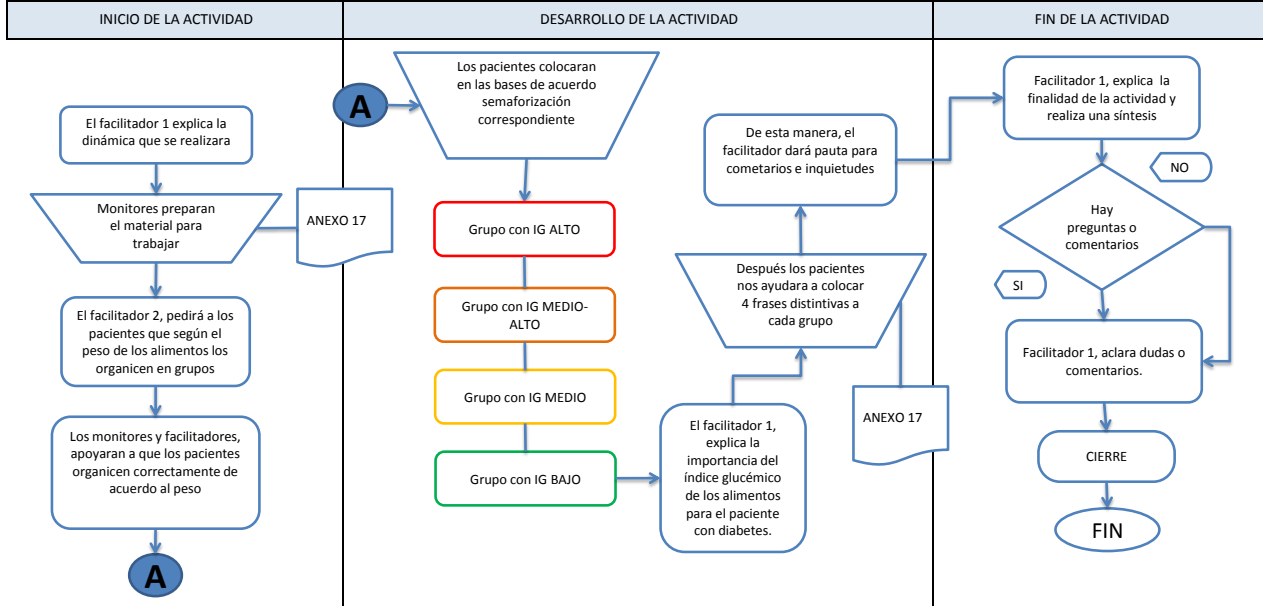 INICIO DE LA ACTIVIDAD
El facilitador 1 explica la
dinámica que se realizara
Monitores preparan
el material para
trabajar
ANEXO 17
El facilitador 2, pedirá a los
pacientes que según el
peso de los alimentos los
organicen en grupos
Los monitores y facilitadores,
apoyaran a que los pacientes
organicen correctamente de
acuerdo al peso
A
DESARROLLO DE LA ACTIVIDAD
A
Los pacientes colocaran
en las bases de acuerdo
semaforización
correspondiente
Grupo con IG ALTO
Grupo con IG MEDIO-
ALTO
Grupo con IG MEDIO
Grupo con IG BAJO
El facilitador 1,
explica la
importancia del
índice glucémico
de los alimentos
para el paciente
con diabetes.
Después los pacientes
nos ayudara a colocar
4 frases distintivas a
cada grupo
ANEXO 17
De esta manera, el
facilitador dará pauta para
cometarios e inquietudes
FIN DE LA ACTIVIDAD
Facilitador 1, explica la
finalidad de la actividad y
realiza una síntesis
NO
Hay
preguntas o
comentarios
SI
Facilitador 1, aclara dudas o
comentarios.
CIERRE
FIN